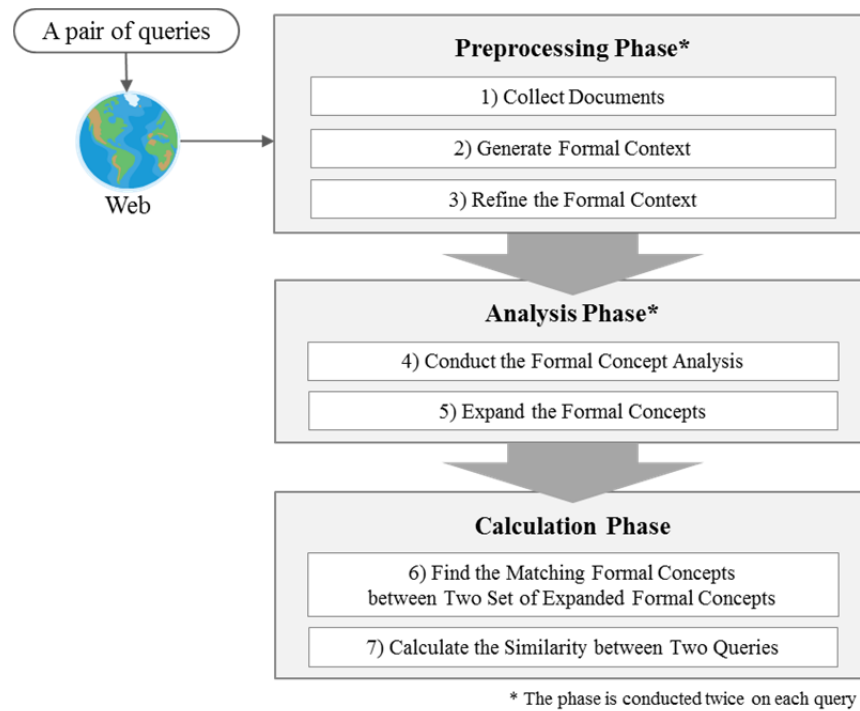 A pair of queries
Web
Preprocessing Phase*
1) Collect Documents
2) Generate Formal Context
3) Refine the Formal Context
Analysis Phase*
4) Conduct the Formal Concept Analysis
5) Expand the Formal Concepts
Calculation Phase
6) Find the Matching Formal Concepts
between Two Set of Expanded Formal Concepts
7) Calculate the Similarity between Two Queries
* The phase is conducted twice on each query